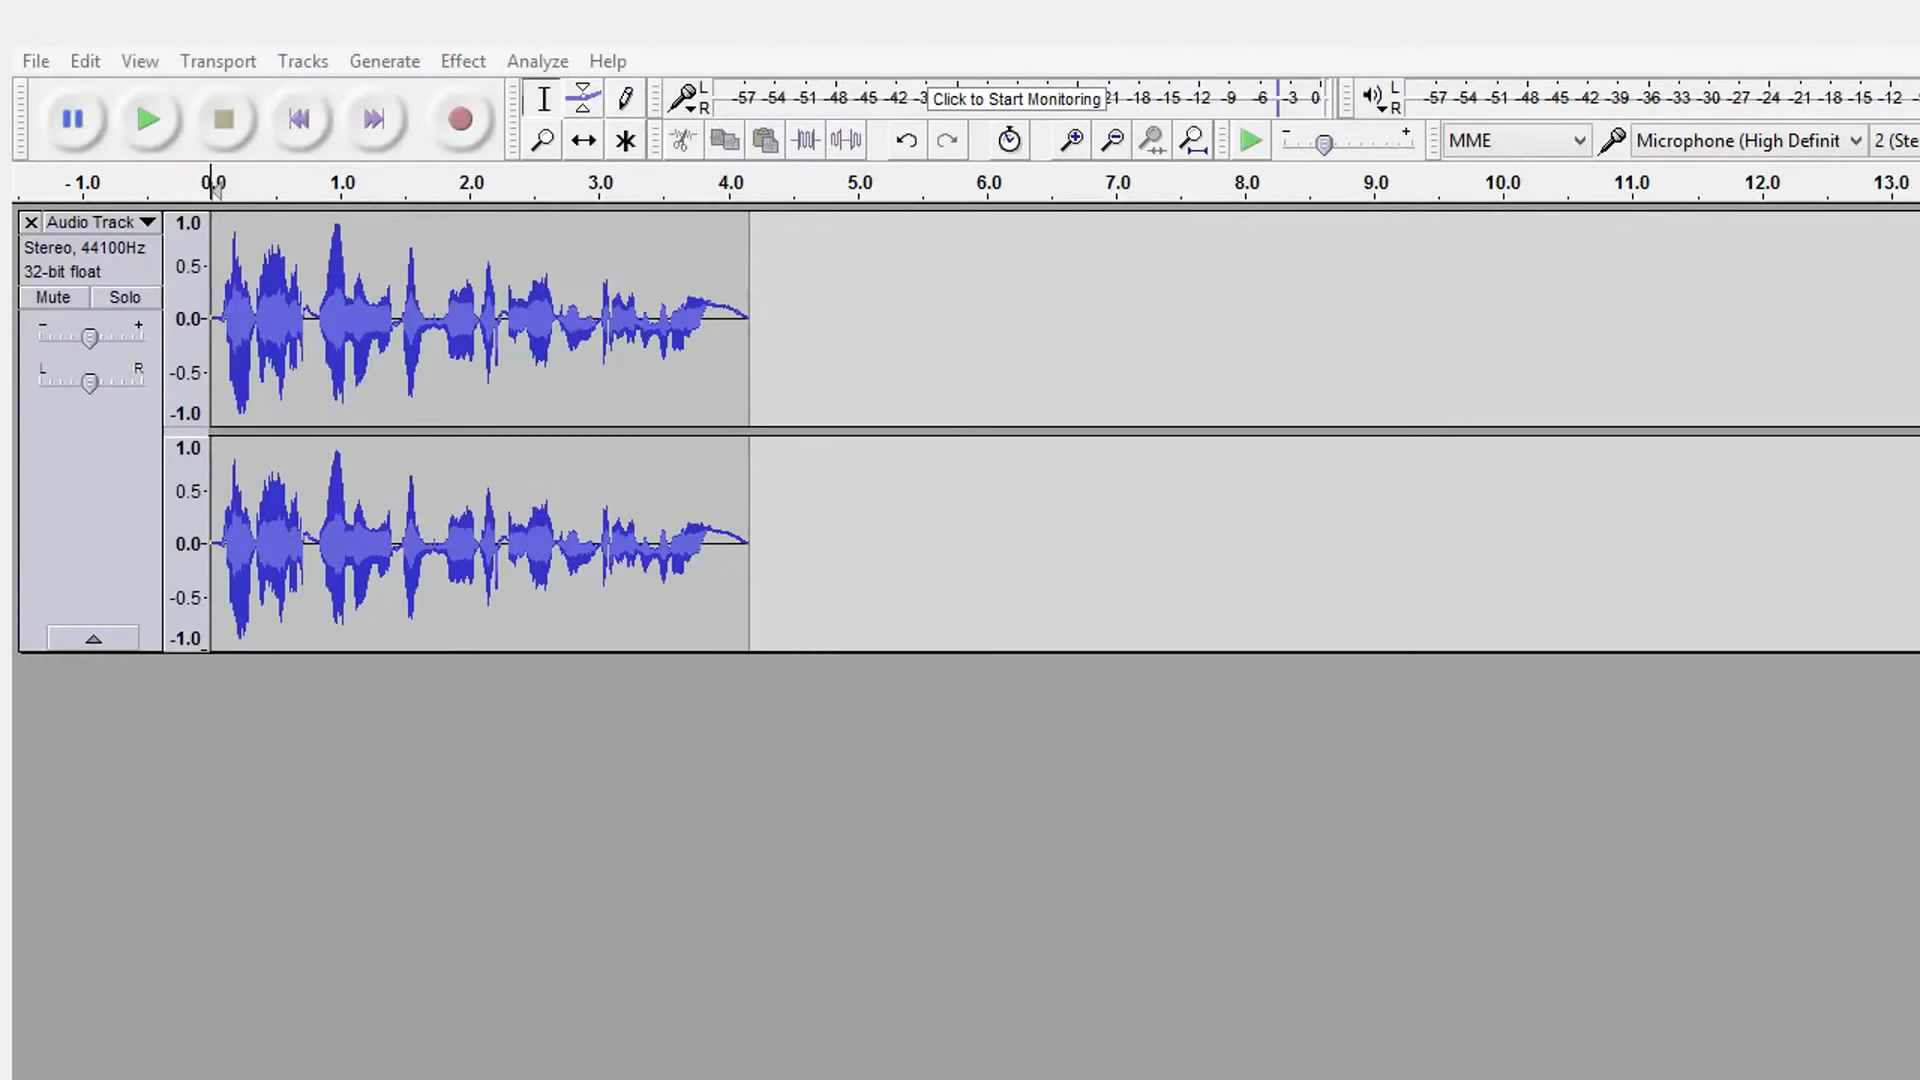 File Edit View Transport Tracks Generate Effect Analyze Help
L
R
-57 -54 -51 -48 -45 -42 -3 Click to Start Monitoring 21 -18 -15 -12 -9 -6 -3 0
L
R
-57 -54 -51 -48 -45 -42 -39 -36 -33 -30 -27 -24 -21 -18 -15 -12
- + MME Microphone (High Definit 2 (Ste
-1.0 0.0 1.0 2.0 3.0 4.0 5.0 6.0 7.0 8.0 9.0 10.0 11.0 12.0 13.0
Audio Track
Stereo, 44100Hz
32-bit float
Mute Solo
- +
L R
1.0
0.5
0.0
-0.5
-1.0
1.0
0.5
0.0
-0.5
-1.0